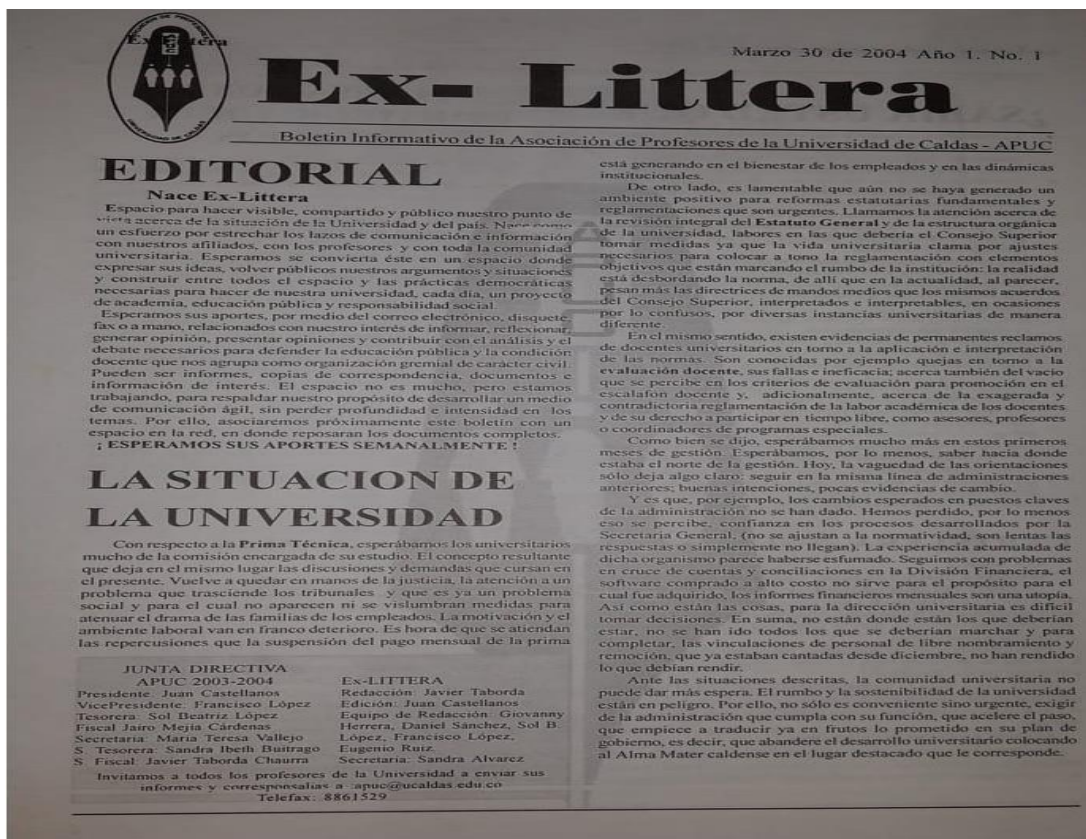 Ex-Littera
APUC
UNIVERSIDAD DE CALDAS
Marzo 30 de 2004 Año 1. No. 1
Ex- Littera
Boletin Informativo de la Asociación de Profesores de la Universidad de Caldas - APUC
EDITORIAL
Nace Ex-Littera
Espacio para hacer visible, compartido y público nuestro punto de
vista acerca de la situación de la Universidad y del país. Nace como
un esfuerzo por estrechar los lazos de comunicación e información
con nuestros afiliados, con los profesores y con toda la comunidad
universitaria. Esperamos se convierta éste en un espacio donde
expresar sus ideas, volver públicos nuestros argumentos y situaciones
y construir entre todos el espacio y las prácticas democráticas
necesarias para hacer de nuestra universidad, cada día, un proyecto
de academia, educación pública y responsabilidad social.
Esperamos sus aportes, por medio del correo electrónico, disquete,
fax o a mano, relacionados con nuestro interés de informar, reflexionar,
generar opinión, presentar opiniones y contribuir con el análisis y el
debate necesarios para defender la educación pública y la condición
docente que nos agrupa como organización gremial de carácter civil.
Pueden ser informes, copias de correspondencia, documentos e
información de interés. El espacio no es mucho, pero estamos
trabajando, para respaldar nuestro propósito de desarrollar un medio
de comunicación ágil, sin perder profundidad e intensidad en los
temas. Por ello, asociaremos próximamente este boletín con un
espacio en la red, en donde reposaran los documentos completos.
¡ ESPERAMOS SUS APORTES SEMANALMENTE !
LA SITUACION DE
LA UNIVERSIDAD
Con respecto a la Prima Técnica, esperábamos los universitarios
mucho de la comisión encargada de su estudio. El concepto resultante
que deja en el mismo lugar las discusiones y demandas que cursan en
el presente. Vuelve a quedar en manos de la justicia, la atención a un
problema que trasciende los tribunales y que es ya un problema
social y para el cual no aparecen ni se vislumbran medidas para
atenuar el drama de las familias de los empleados. La motivación y el
ambiente laboral van en franco deterioro. Es hora de que se atiendan
las repercusiones que la suspensión del pago mensual de la prima
JUNTA DIRECTIVA
APUC 2003-2004
Presidente: Juan Castellanos
VicePresidente: Francisco López
Tesorera: Sol Beatriz López
Fiscal Jairo Mejia Cárdenas
Secretaria: Maria Teresa Vallejo
S. Tesorera: Sandra Ibeth Buitrago
S. Fiscal: Javier Taborda Chaurra
Ex-LITTERA
Redacción: Javier Taborda
Edición: Juan Castellanos
Equipo de Redacción: Giovanny
Herrera, Daniel Sánchez, Sol B.
López, Francisco López,
Eugenio Ruiz.
Secretaria: Sandra Alvarez
Invitamos a todos los profesores de la Universidad a enviar sus
informes y corresponsalias a :apuc@ucaldas.edu.co
Telefax: 8861529
está generando en el bienestar de los empleados y en las dinámicas
institucionales.
De otro lado, es lamentable que aún no se haya generado un
ambiente positivo para reformas estatutarias fundamentales y
reglamentaciones que son urgentes. Llamamos la atención acerca de
la revisión integral del Estatuto General y de la estructura orgánica
de la universidad, labores en las que debería el Consejo Superior
tomar medidas ya que la vida universitaria clama por ajustes
necesarios para colocar a tono la reglamentación con elementos
objetivos que están marcando el rumbo de la institución: la realidad
está desbordando la norma, de allí que en la actualidad, al parecer,
pesan más las directrices de mandos medios que los mismos acuerdos
del Consejo Superior, interpretados e interpretables, en ocasiones
por lo confusos, por diversas instancias universitarias de manera
diferente.
En el mismo sentido, existen evidencias de permanentes reclamos
de docentes universitarios en torno a la aplicación e interpretación
de las normas. Son conocidas por ejemplo quejas en torno a la
evaluación docente, sus fallas e ineficacia; acerca también del vacio
que se percibe en los criterios de evaluación para promoción en el
escalafón docente y, adicionalmente, acerca de la exagerada y
contradictoria reglamentación de la labor académica de los docentes
y de su derecho a participar en tiempo libre, como asesores, profesores
o coordinadores de programas especiales.
Como bien se dijo, esperábamos mucho más en estos primeros
meses de gestión. Esperábamos, por lo menos, saber hacia donde
estaba el norte de la gestión. Hoy, la vaguedad de las orientaciones
sólo deja algo claro: seguir en la misma línea de administraciones
anteriores; buenas intenciones, pocas evidencias de cambio.
Y es que, por ejemplo, los cambios esperados en puestos claves
de la administración no se han dado. Hemos perdido, por lo menos
eso se percibe, confianza en los procesos desarrollados por la
Secretaria General, (no se ajustan a la normatividad, son lentas las
respuestas o simplemente no llegan). La experiencia acumulada de
dicha organismo parece haberse esfumado. Seguimos con problemas
en cruce de cuentas y conciliaciones en la División Financiera, el
software comprado a alto costo no sirve para el propósito para el
cual fue adquirido, los informes financieros mensuales son una utopía.
Así como están las cosas, para la dirección universitaria es difícil
tomar decisiones. En suma, no están donde están los que deberían
estar, no se han ido todos los que se deberían marchar y para
completar, las vinculaciones de personal de libre nombramiento y
remoción, que ya estaban cantadas desde diciembre, no han rendido
lo que debían rendir.
Ante las situaciones descritas, la comunidad universitaria no
puede dar más espera. El rumbo y la sostenibilidad de la universidad
están en peligro. Por ello, no sólo es conveniente sino urgente, exigir
de la administración que cumpla con su función, que acelere el paso,
que empiece a traducir ya en frutos lo prometido en su plan de
gobierno, es decir, que abandere el desarrollo universitario colocando
al Alma Mater caldense en el lugar destacado que le corresponde.